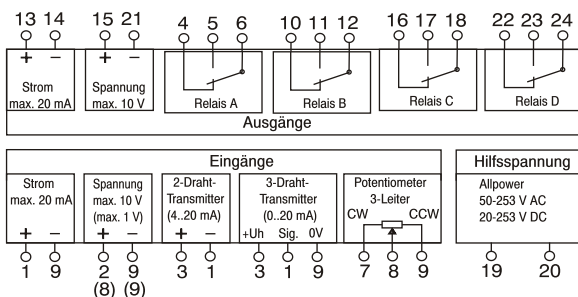 13 14 15 21 4 5 6 10 11 12 16 17 18 22 23 24
+ − + −
Strom
max. 20 mA
Spannung
max. 10 V
Relais A
Relais B
Relais C
Relais D
Ausgänge
Eingänge
Strom
max. 20 mA
+ −
Spannung
max. 10 V
(max. 1 V)
+ −
2-Draht-
Transmitter
(4..20 mA)
+ −
3-Draht-
Transmitter
(0..20 mA)
+Uh Sig. 0V
Potentiometer
3-Leiter
CW CCW
Hilfsspannung
Allpower
50-253 V AC
20-253 V DC
1 9 2 9 3 1 3 1 9 7 8 9 19 20
(8) (9)